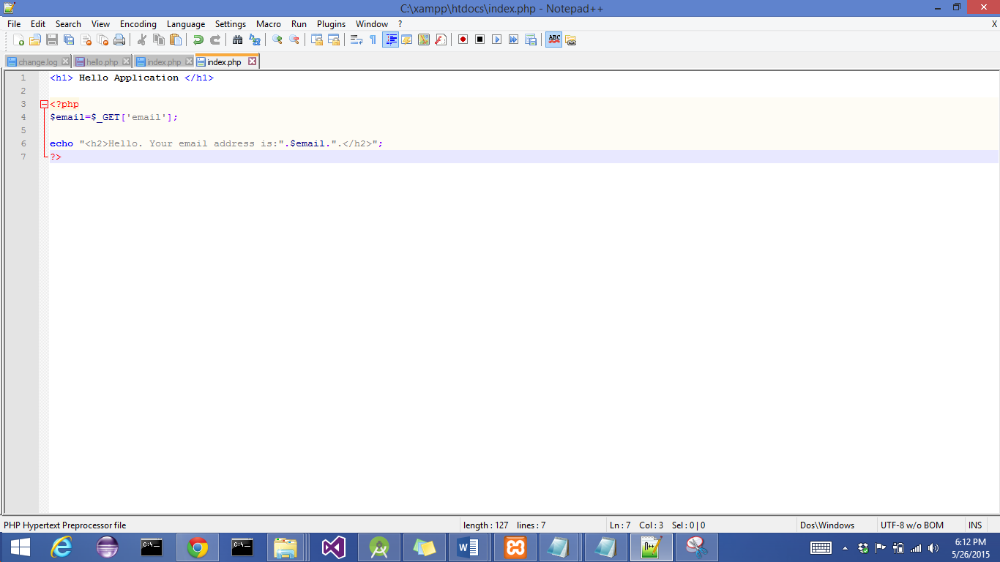 C:\xampp\htdocs\index.php - Notepad++
File Edit Search View Encoding Language Settings Macro Run Plugins Window ? X
change.log hello.php index.php index.php
1 <h1> Hello Application </h1>
2
3 <?php
4 $email=$_GET['email'];
5
6 echo "<h2>Hello. Your email address is:".$email.".</h2>";
7 ?>
PHP Hypertext Preprocessor file length : 127 lines : 7 Ln : 7 Col : 3 Sel : 0 | 0 Dos\Windows UTF-8 w/o BOM INS
6:12 PM
5/26/2015